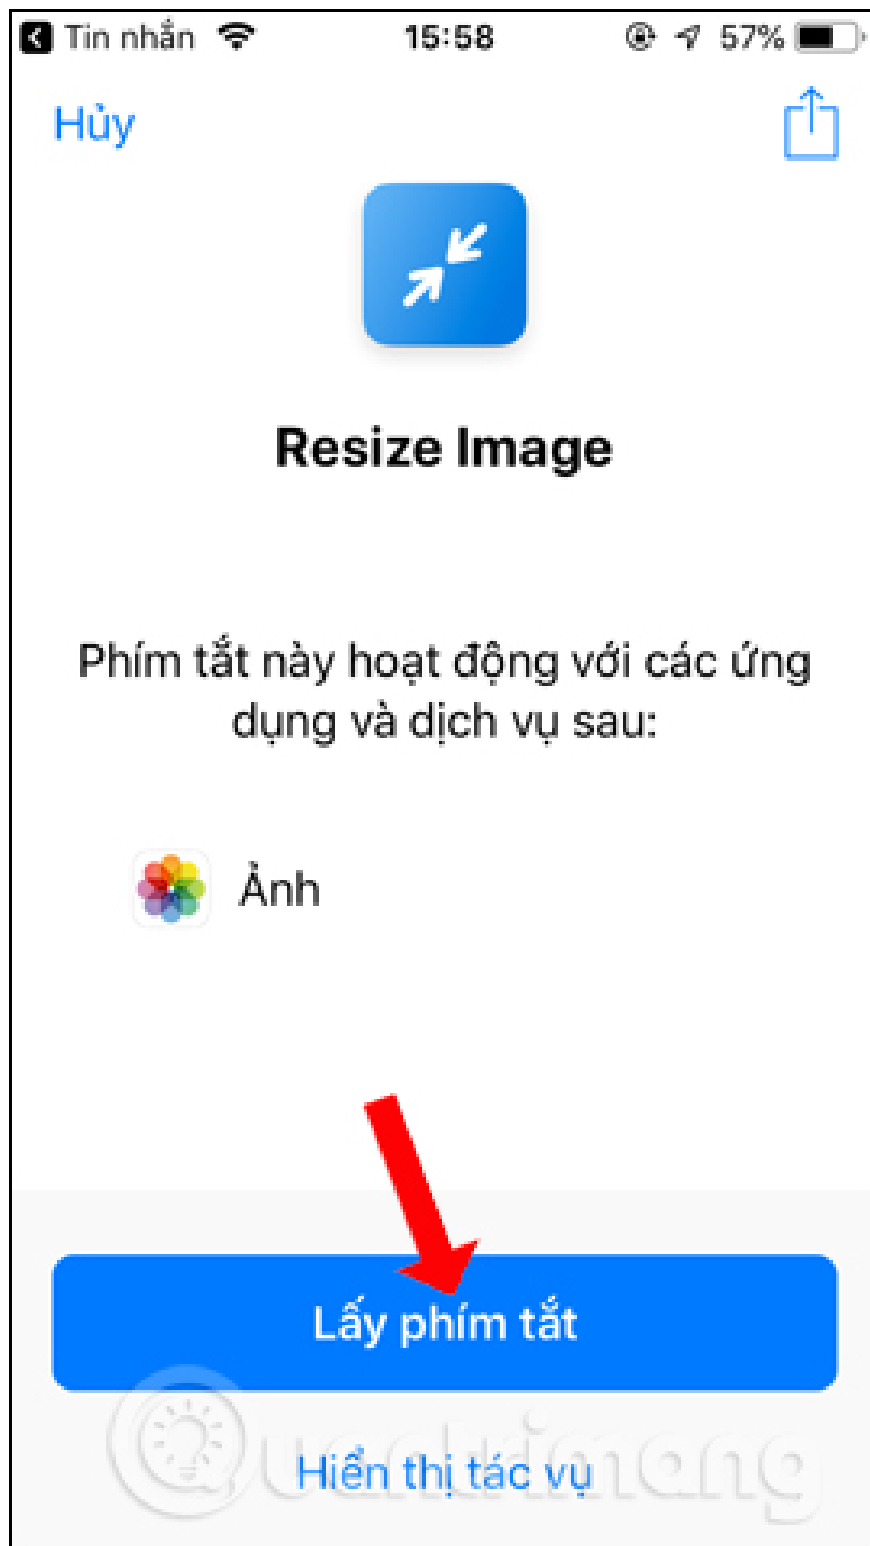 Tin nhắn 15:58 57%
Hủy
Resize Image
Phím tắt này hoạt động với các ứng
dụng và dịch vụ sau:
Ảnh
Lấy phím tắt
Hiển thị tác vụ
Quantrimang